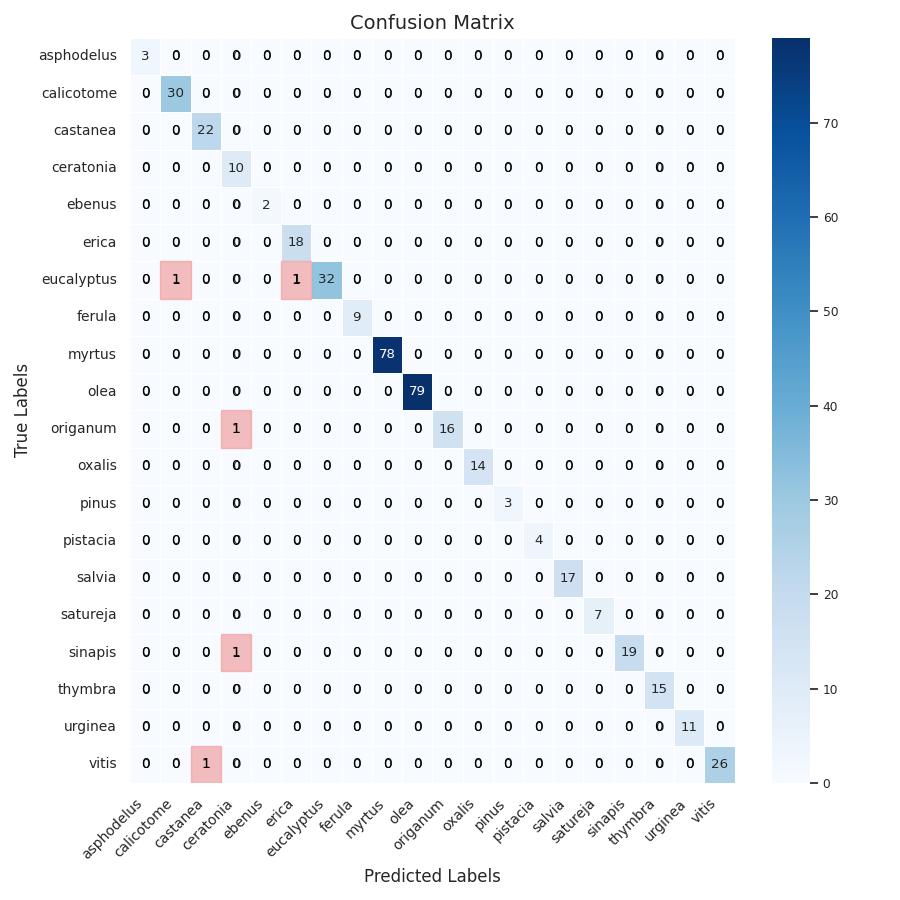 Confusion Matrix
asphodelus 3 0 0 0 0 0 0 0 0 0 0 0 0 0 0 0 0 0 0 0
calicotome 0 30 0 0 0 0 0 0 0 0 0 0 0 0 0 0 0 0 0 0
castanea 0 0 22 0 0 0 0 0 0 0 0 0 0 0 0 0 0 0 0 0
ceratonia 0 0 0 10 0 0 0 0 0 0 0 0 0 0 0 0 0 0 0 0
ebenus 0 0 0 0 2 0 0 0 0 0 0 0 0 0 0 0 0 0 0 0
erica 0 0 0 0 0 18 0 0 0 0 0 0 0 0 0 0 0 0 0 0
eucalyptus 0 1 0 0 0 1 32 0 0 0 0 0 0 0 0 0 0 0 0 0
ferula 0 0 0 0 0 0 0 9 0 0 0 0 0 0 0 0 0 0 0 0
myrtus 0 0 0 0 0 0 0 0 78 0 0 0 0 0 0 0 0 0 0 0
olea 0 0 0 0 0 0 0 0 0 79 0 0 0 0 0 0 0 0 0 0
origanum 0 0 0 1 0 0 0 0 0 0 16 0 0 0 0 0 0 0 0 0
oxalis 0 0 0 0 0 0 0 0 0 0 0 14 0 0 0 0 0 0 0 0
pinus 0 0 0 0 0 0 0 0 0 0 0 0 3 0 0 0 0 0 0 0
pistacia 0 0 0 0 0 0 0 0 0 0 0 0 0 4 0 0 0 0 0 0
salvia 0 0 0 0 0 0 0 0 0 0 0 0 0 0 17 0 0 0 0 0
satureja 0 0 0 0 0 0 0 0 0 0 0 0 0 0 0 7 0 0 0 0
sinapis 0 0 0 1 0 0 0 0 0 0 0 0 0 0 0 0 19 0 0 0
thymbra 0 0 0 0 0 0 0 0 0 0 0 0 0 0 0 0 0 15 0 0
urginea 0 0 0 0 0 0 0 0 0 0 0 0 0 0 0 0 0 0 11 0
vitis 0 0 1 0 0 0 0 0 0 0 0 0 0 0 0 0 0 0 0 26
True Labels
asphodelus calicotome castanea ceratonia ebenus erica eucalyptus ferula myrtus olea origanum oxalis pinus pistacia salvia satureja sinapis thymbra urginea vitis
Predicted Labels
70
60
50
40
30
20
10
0